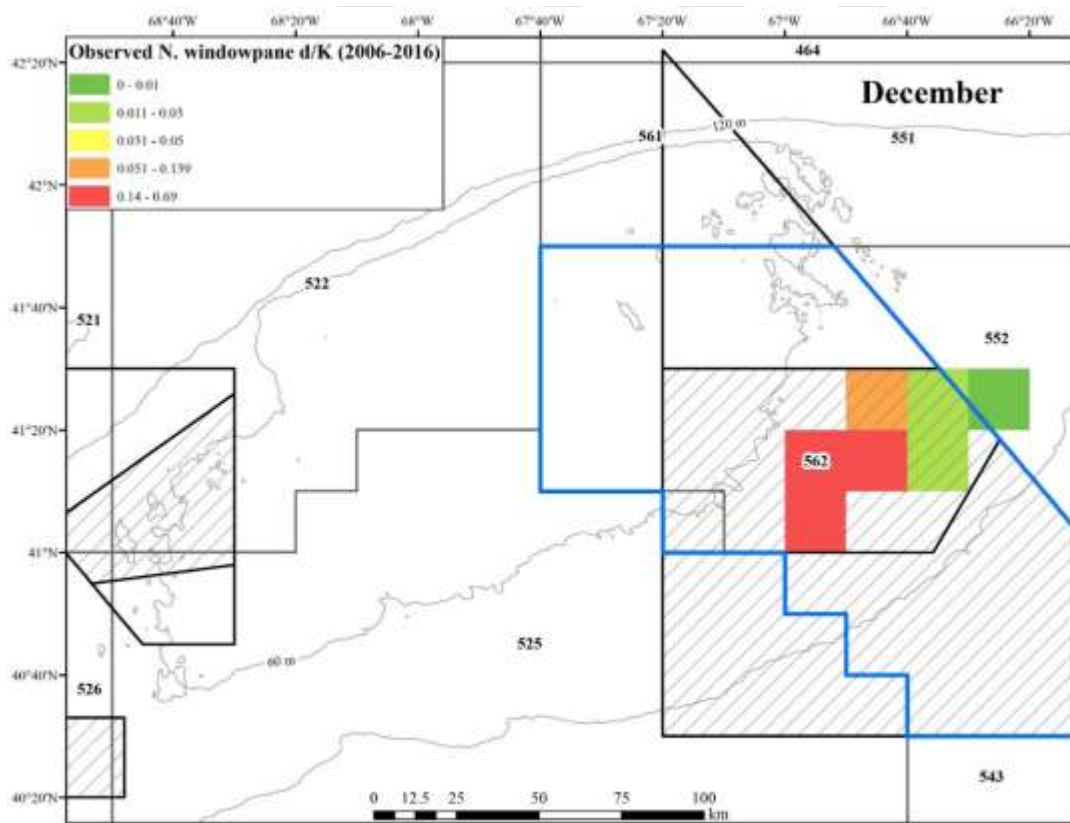 68°40'W 68°20'W 67°40'W 67°20'W 67°0'W 66°40'W 66°20'W
Observed N. windowpane d/K (2006-2016)
0 - 0.01
0.011 - 0.03
0.031 - 0.05
0.051 - 0.139
0.14 - 0.69
December
464
42°20'N
561
120 m
551
42°N
522
41°40'N
521
552
41°20'N
562
41°N
60 m
525
40°40'N
526
543
40°20'N
0 12.5 25 50 75 100
km